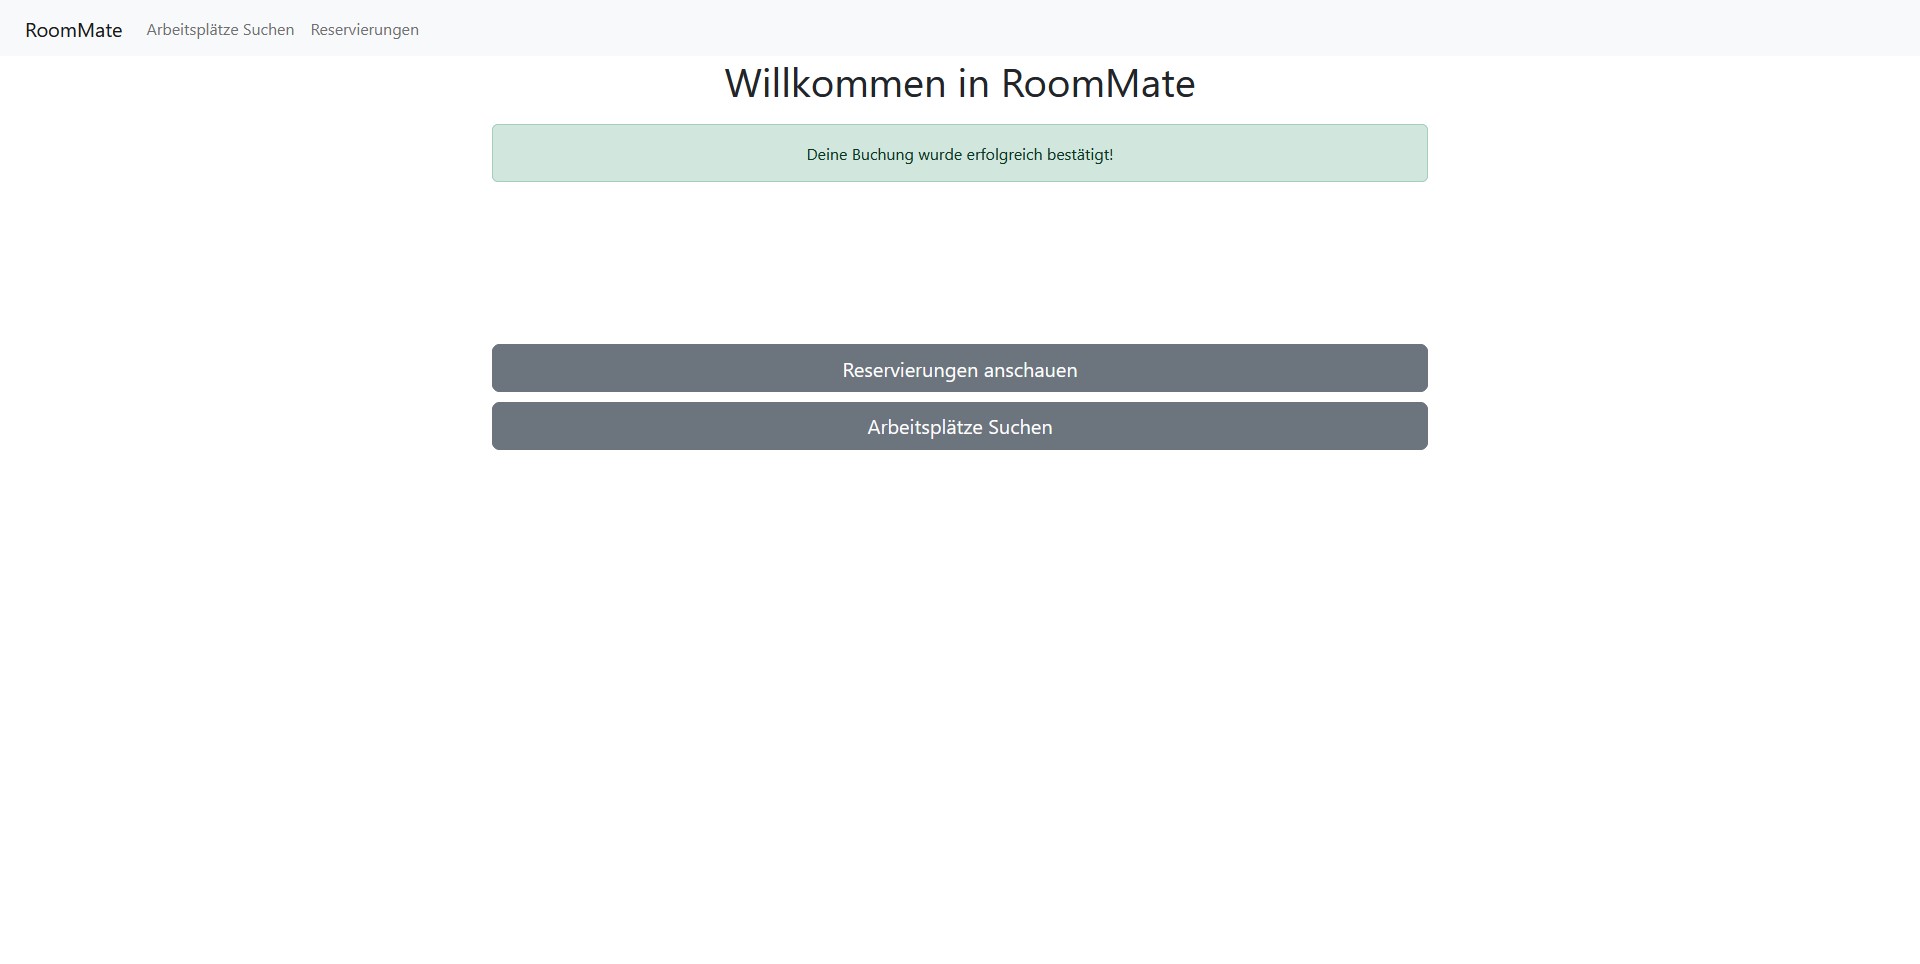 RoomMate Arbeitsplätze Suchen Reservierungen
Willkommen in RoomMate
Deine Buchung wurde erfolgreich bestätigt!
Reservierungen anschauen
Arbeitsplätze Suchen